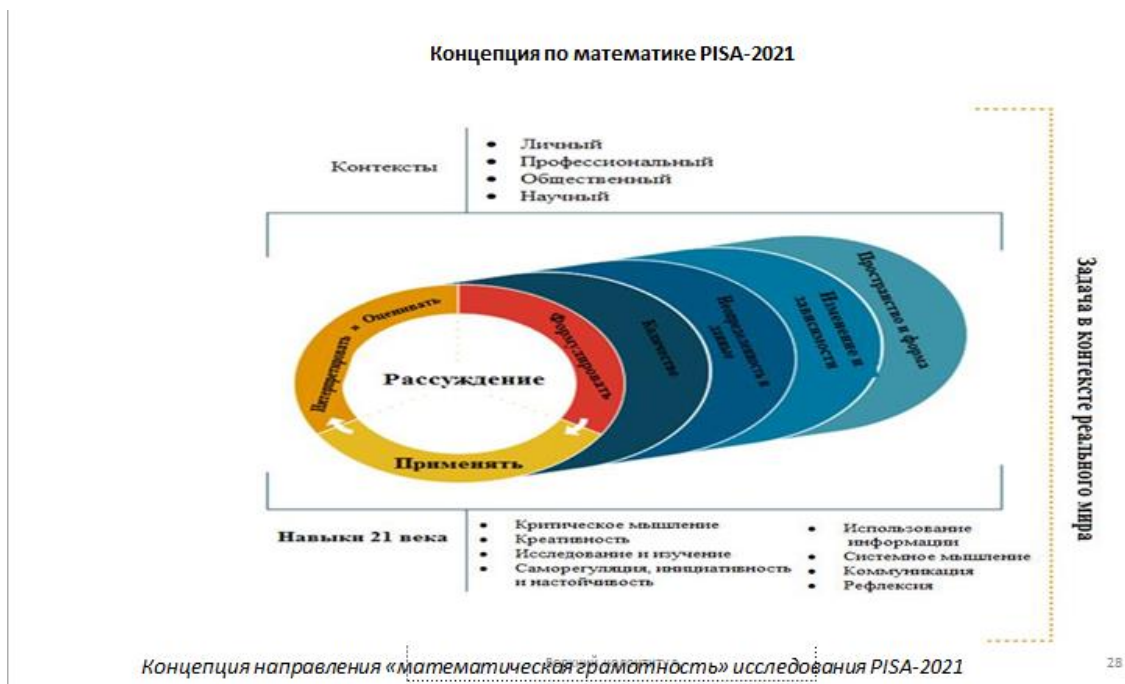 Концепция по математике PISA-2021
Контексты
• Личный
• Профессиональный
• Общественный
• Научный
Интерпретировать и Оценивать
Формулировать
Применять
Рассуждение
Количество
Неопределенность и
данные
Изменение и
зависимости
Пространство и форма
Задача в контексте реального мира
Навыки 21 века
• Критическое мышление
• Креативность
• Исследование и изучение
• Саморегуляция, инициативность
и настойчивость
• Использование
информации
• Системное мышление
• Коммуникация
• Рефлексия
Концепция направления «математическая грамотность» исследования PISA-2021
28